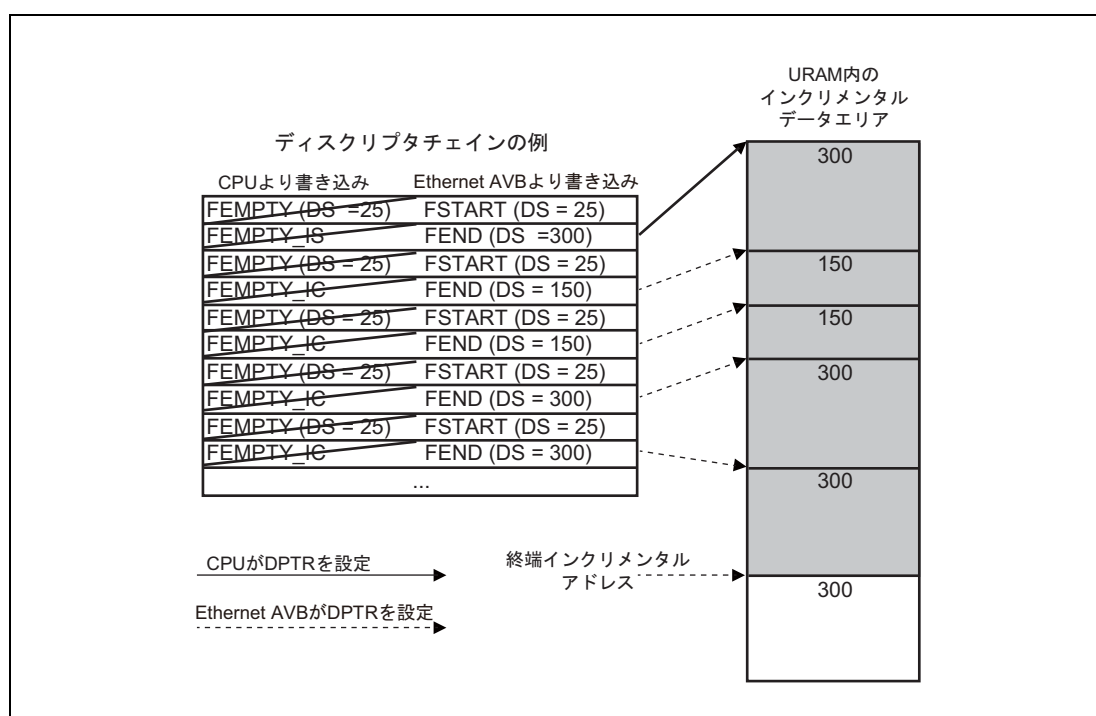 URAM内の
インクリメンタル
データエリア
ディスクリプタチェインの例
CPUより書き込み Ethernet AVBより書き込み
FEMPTY (DS =25) FSTART (DS = 25)
FEMPTY_IS FEND (DS =300)
FEMPTY (DS = 25) FSTART (DS = 25)
FEMPTY_IC FEND (DS = 150)
FEMPTY (DS = 25) FSTART (DS = 25)
FEMPTY_IC FEND (DS = 150)
FEMPTY (DS = 25) FSTART (DS = 25)
FEMPTY_IC FEND (DS = 300)
FEMPTY (DS = 25) FSTART (DS = 25)
FEMPTY_IC FEND (DS = 300)
...
300
150
150
300
300
300
CPUがDPTRを設定
Ethernet AVBがDPTRを設定
終端インクリメンタル
アドレス